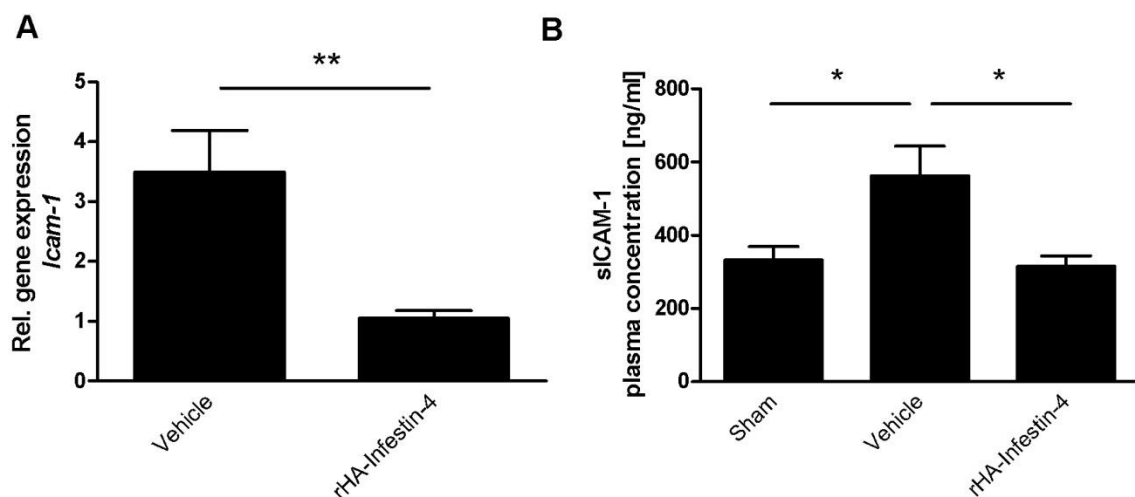 A
**
Rel. gene expression
Icam-1
5
4
3
2
1
0
Vehicle
rHA-Infestin-4
B
*
*
sICAM-1
plasma concentration [ng/ml]
800
600
400
200
0
Sham
Vehicle
rHA-Infestin-4